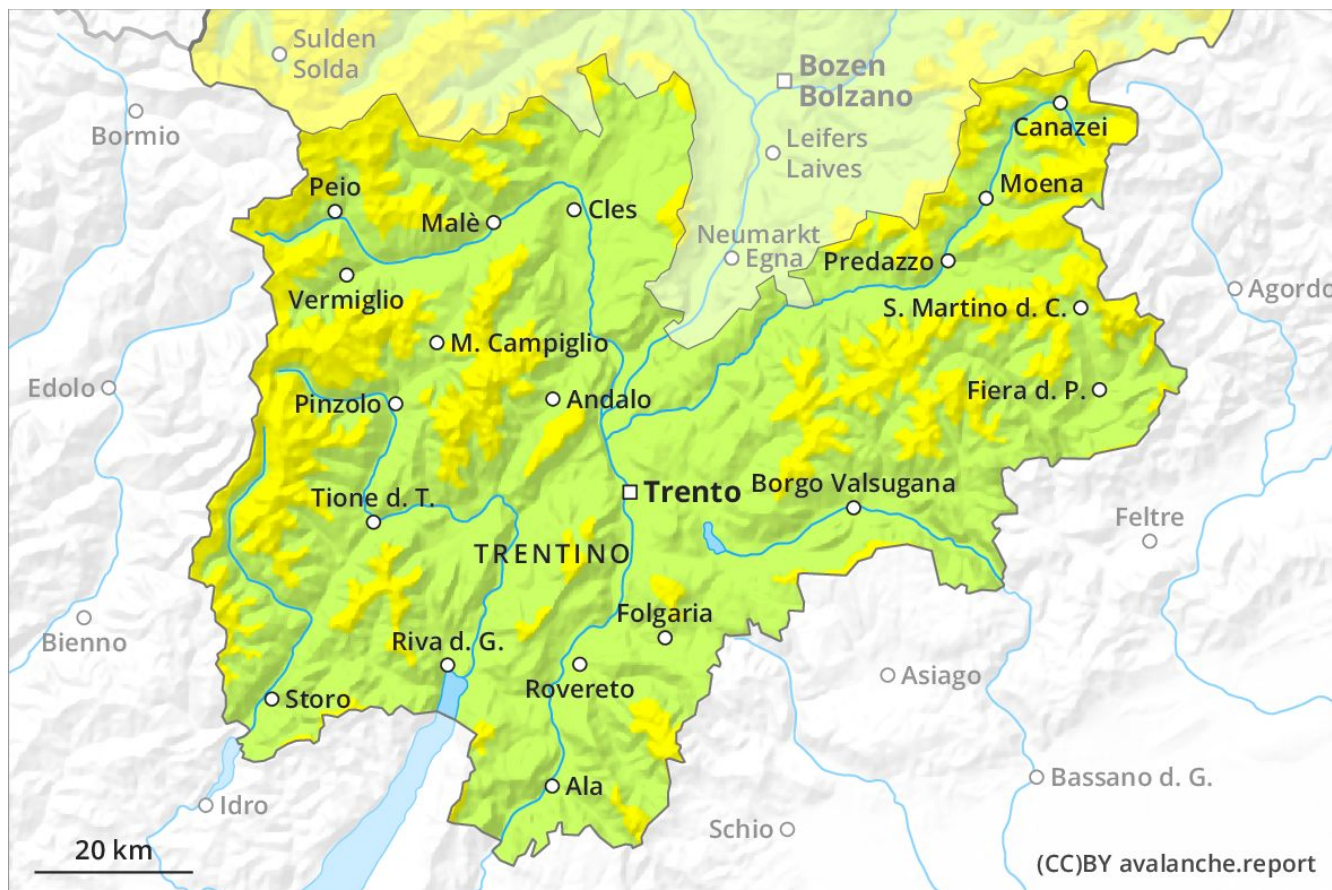 Sulden
Solda
Bozen
Bolzano
Bormio
Canazei
Leifers
Laives
Peio
Moena
Malè
Cles
Neumarkt
Egna
Predazzo
Vermiglio
Agordo
S. Martino d. C.
M. Campiglio
Edolo
Pinzolo
Andalo
Fiera d. P.
Trento
Borgo Valsugana
Tione d. T.
Feltre
TRENTINO
Folgaria
Bienno
Riva d. G.
Asiago
Rovereto
Storo
Bassano d. G.
Ala
Idro
Schio
20 km
(CC)BY avalanche.report